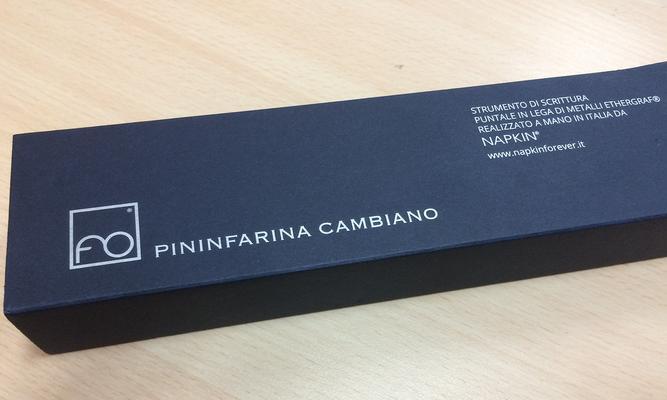 STRUMENTO DI SCRITTURA
PUNTALE IN LEGA DI METALLI ETHERGRAF®
REALIZZATO A MANO IN ITALIA DA
NAPKIN®
www.napkinforever.it
PININFARINA CAMBIANO